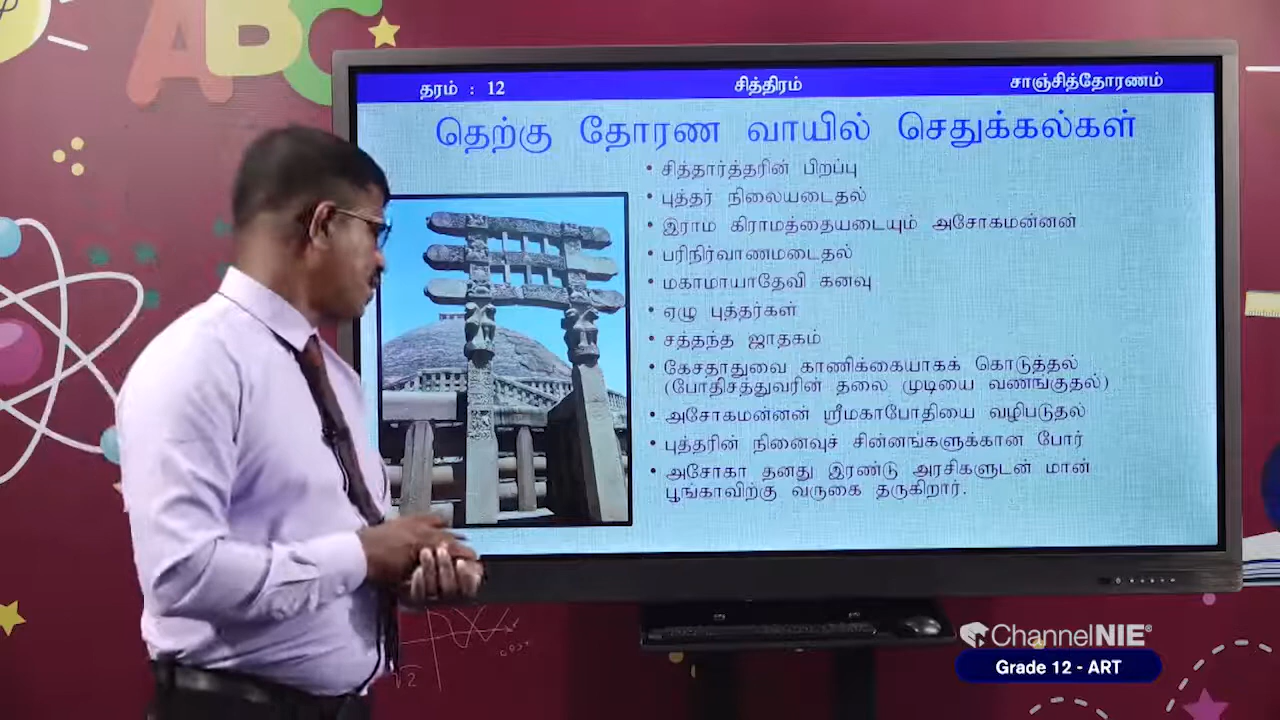 ABC
தரம் : 12 சித்திரம் சாஞ்சித்தோரணம்
தெற்கு தோரண வாயில் செதுக்கல்கள்
• சித்தார்த்தரின் பிறப்பு
• புத்தர் நிலையடைதல்
• இராம கிராமத்தையடையும் அசோகமன்னன்
• பரிநிர்வாணமடைதல்
• மகாமாயாதேவி கனவு
• ஏழு புத்தர்கள்
• சத்தந்த ஜாதகம்
• கேசதாதுவை காணிக்கையாகக் கொடுத்தல்
(போதிசத்துவரின் தலை முடியை வணங்குதல்)
• அசோகமன்னன் ஸ்ரீமகாபோதியை வழிபடுதல்
• புத்தரின் நினைவுச் சின்னங்களுக்கான போர்
• அசோகா தனது இரண்டு அரசிகளுடன் மான்
பூங்காவிற்கு வருகை தருகிறார்.
√2
ChannelNIE®
Grade 12 - ART